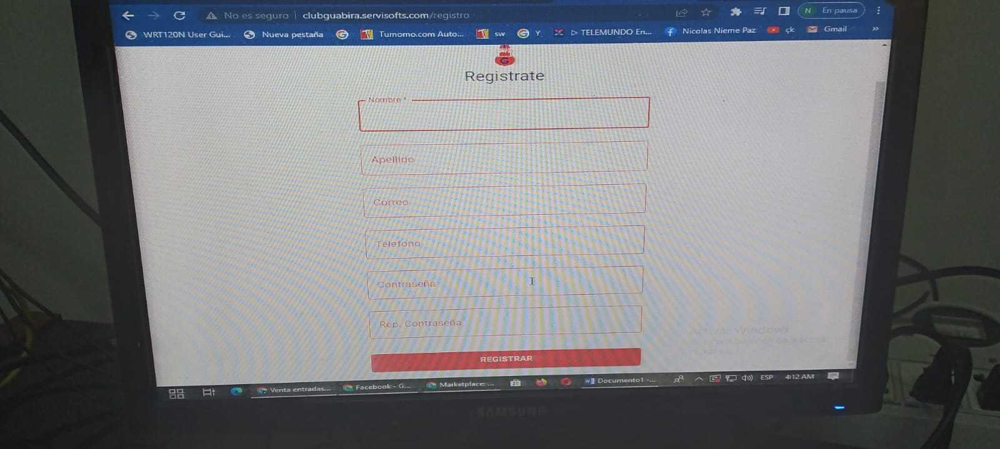 No es seguro | clubguabira.servisofts.com/registro
N En pausa
WRT120N User Gui... Nueva pestaña Tumomo.com Auto... sw Y ▷ TELEMUNDO En... Nicolas Nieme Paz çk Gmail »
G
Registrate
Nombre *
Apellido
Correo
Telefono
Contraseña
Rep. Contraseña
Activar Windows
REGISTRAR
Venta entradas... Facebook - G... Marketplace: ... Documento1 -... ESP 4:12 AM
SAMSUNG